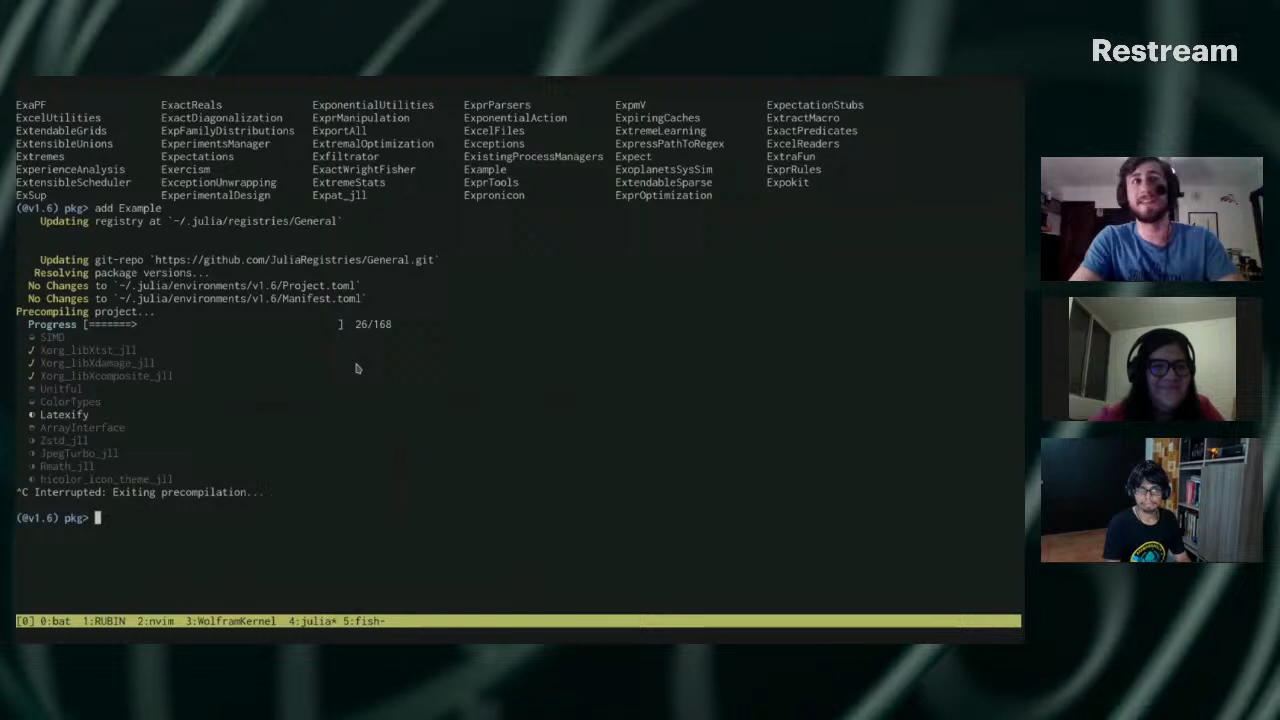 Restream
ExaPF ExactReals ExponentialUtilities ExprParsers ExpmV ExpectationStubs
ExcelUtilities ExactDiagonalization ExprManipulation ExponentialAction ExpiringCaches ExtractMacro
ExtendableGrids ExpFamilyDistributions ExportAll ExcelFiles ExtremeLearning ExactPredicates
ExtensibleUnions ExperimentsManager ExtremalOptimization Exceptions ExpressPathToRegex ExcelReaders
Extremes Expectations Exfiltrator ExistingProcessManagers Expect ExtraFun
ExperienceAnalysis Exercism ExactWrightFisher Example ExoplanetsSysSim ExprRules
ExtensibleScheduler ExceptionUnwrapping ExtremeStats ExprTools ExtendableSparse Expokit
ExSup ExperimentalDesign Expat_jll Expronicon ExprOptimization
(@v1.6) pkg> add Example
Updating registry at `~/.julia/registries/General`
Updating git-repo `https://github.com/JuliaRegistries/General.git`
Resolving package versions...
No Changes to `~/.julia/environments/v1.6/Project.toml`
No Changes to `~/.julia/environments/v1.6/Manifest.toml`
Precompiling project...
Progress [=======> ] 26/168
◒ SIMD
✓ Xorg_libXtst_jll
✓ Xorg_libXdamage_jll
✓ Xorg_libXcomposite_jll
◓ Unitful
◒ ColorTypes
◐ Latexify
◓ ArrayInterface
◑ Zstd_jll
◑ JpegTurbo_jll
◑ Rmath_jll
◑ hicolor_icon_theme_jll
^C Interrupted: Exiting precompilation...
(@v1.6) pkg>
[0] 0:bat 1:RUBIN 2:nvim 3:WolframKernel 4:julia* 5:fish-